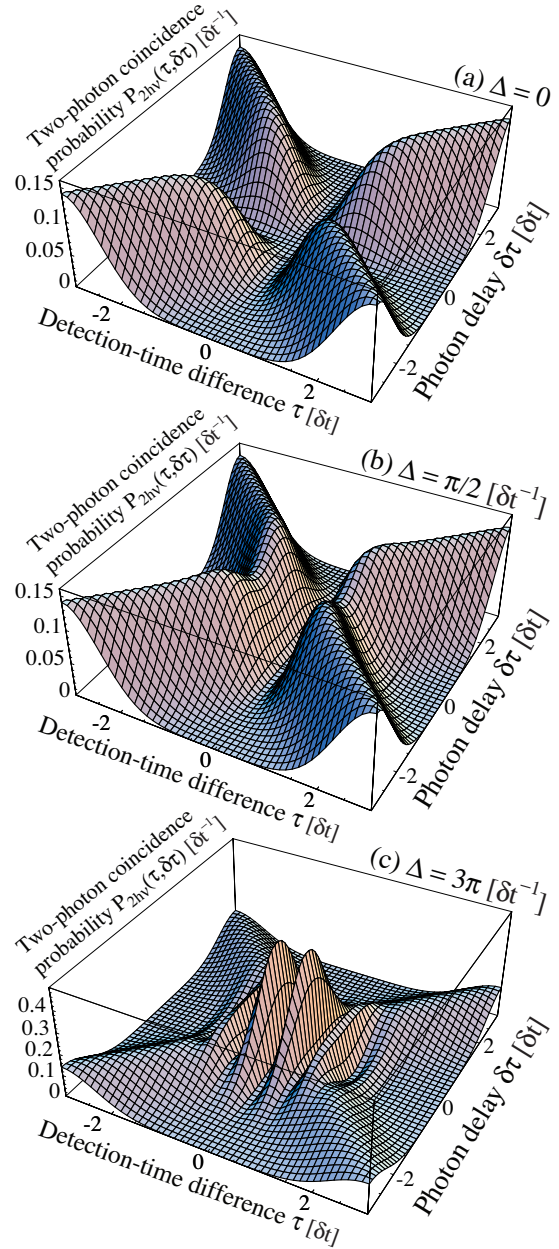 (a) Δ = 0
Two-photon coincidence
probability P2hν(τ,δτ) [δt⁻¹]
0.15
0.1
0.05
0
-2
0
2
Detection-time difference τ [δt]
-2
0
2
Photon delay δτ [δt]
(b) Δ = π/2 [δt⁻¹]
Two-photon coincidence
probability P2hν(τ,δτ) [δt⁻¹]
0.15
0.1
0.05
0
-2
0
2
Detection-time difference τ [δt]
-2
0
2
Photon delay δτ [δt]
(c) Δ = 3π [δt⁻¹]
Two-photon coincidence
probability P2hν(τ,δτ) [δt⁻¹]
0.4
0.3
0.2
0.1
0
-2
0
2
Detection-time difference τ [δt]
-2
0
2
Photon delay δτ [δt]